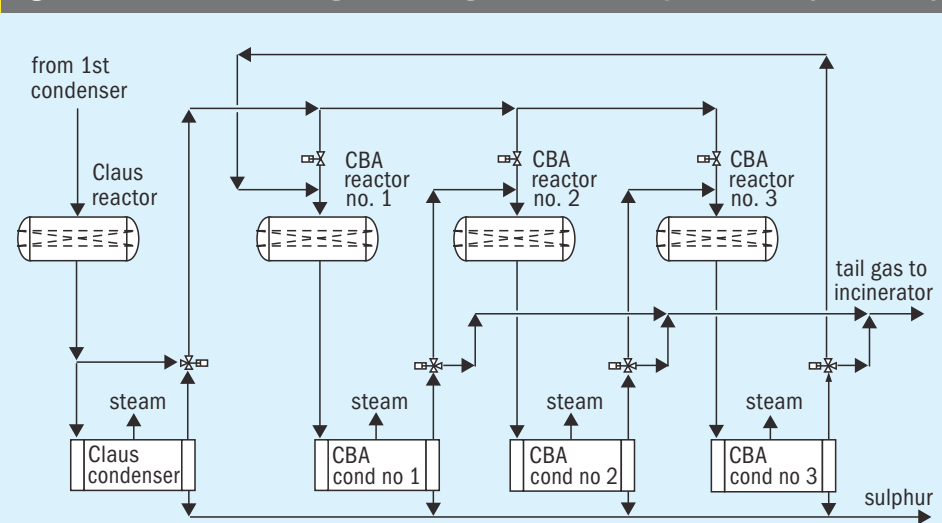 from 1st
condenser
Claus
reactor
CBA
reactor
no. 1
CBA
reactor
no. 2
CBA
reactor
no. 3
tail gas to
incinerator
steam
steam
steam
steam
Claus
condenser
CBA
cond no 1
CBA
cond no 2
CBA
cond no 3
sulphur